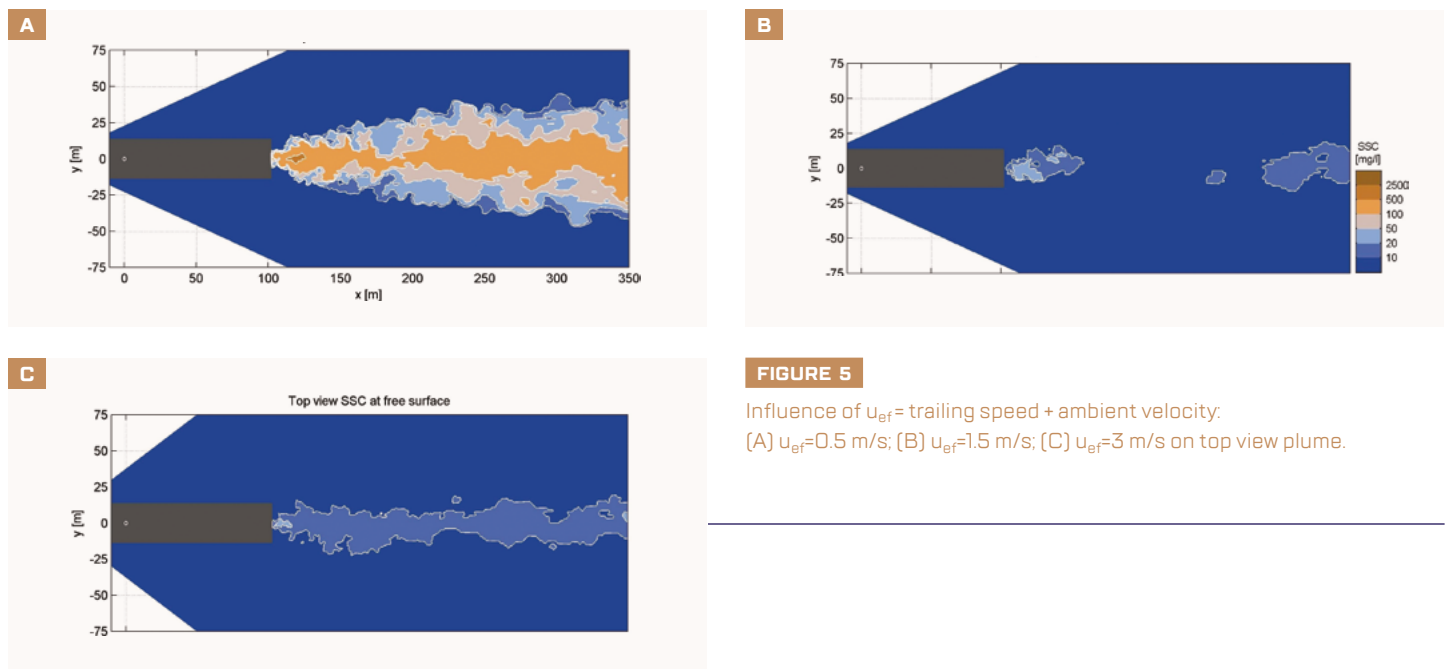 A
75
50
25
0
-25
-50
-75
y [m]
0 50 100 150 200 250 300 350
x [m]
B
75
50
25
0
-25
-50
-75
y [m]
SSC
[mg/l]
2500
500
100
50
20
10
C
Top view SSC at free surface
75
50
25
0
-25
-50
-75
y [m]
FIGURE 5
Influence of uef = trailing speed + ambient velocity:
(A) uef=0.5 m/s; (B) uef=1.5 m/s; (C) uef=3 m/s on top view plume.